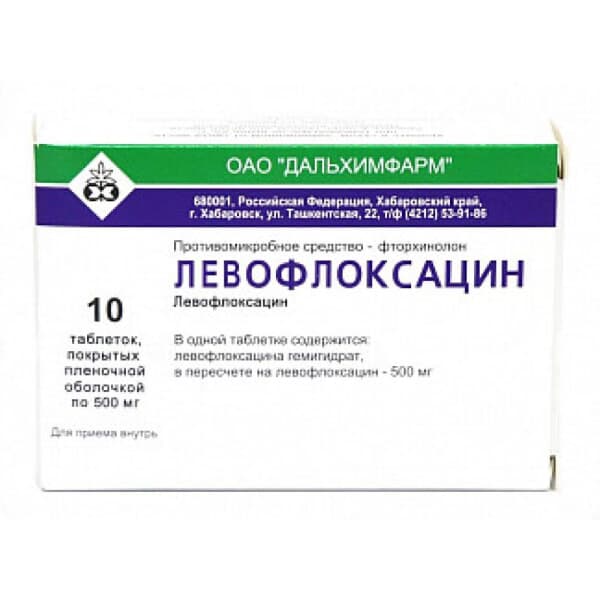 ОАО "ДАЛЬХИМФАРМ"
680001, Российская Федерация, Хабаровский край,
г. Хабаровск, ул. Ташкентская, 22, т/ф (4212) 53-91-86
Противомикробное средство - фторхинолон
ЛЕВОФЛОКСАЦИН
Левофлоксацин
10
таблеток,
покрытых
пленочной
оболочкой
по 500 мг
В одной таблетке содержится:
левофлоксацина гемигидрат,
в пересчете на левофлоксацин - 500 мг
Для приема внутрь